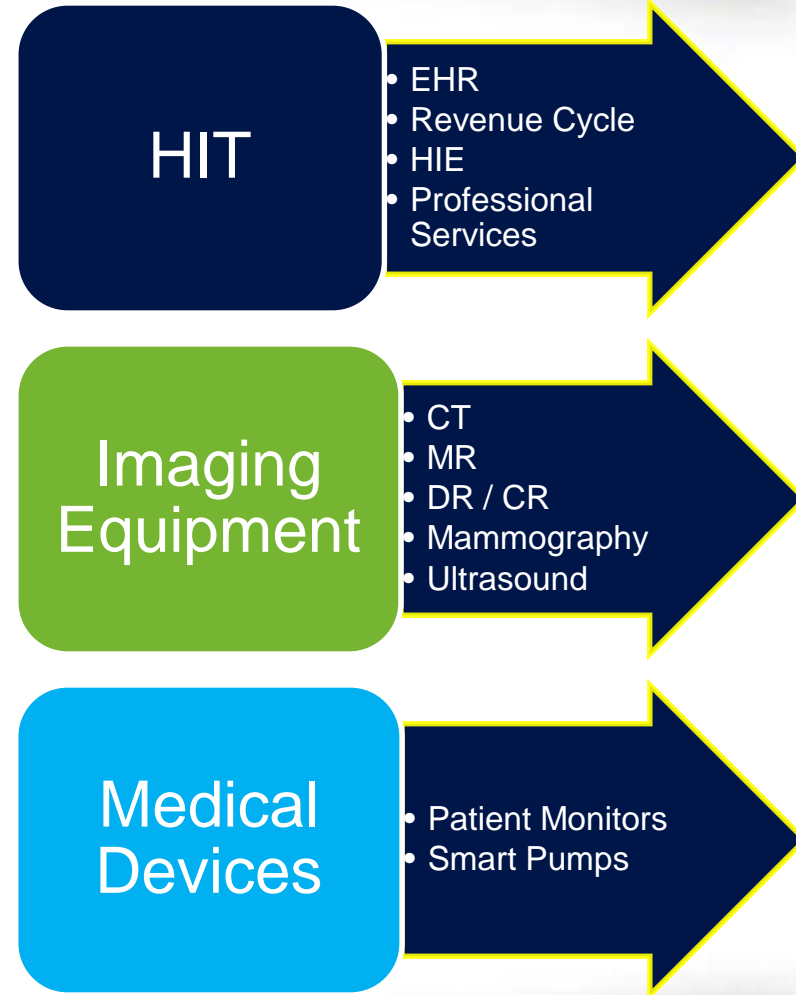 HIT
• EHR
• Revenue Cycle
• HIE
• Professional
Services
Imaging
Equipment
• CT
• MR
• DR / CR
• Mammography
• Ultrasound
Medical
Devices
• Patient Monitors
• Smart Pumps